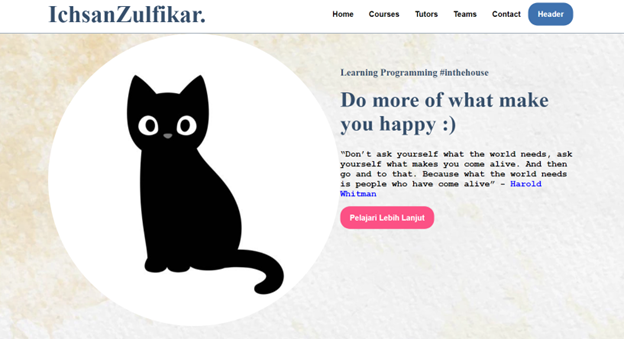 IchsanZulfikar.
Home Courses Tutors Teams Contact Header
Learning Programming #inthehouse
Do more of what make
you happy :)
“Don’t ask yourself what the world needs, ask
yourself what makes you come alive. And then
go and to that. Because what the world needs
is people who have come alive” – Harold
Whitman
Pelajari Lebih Lanjut